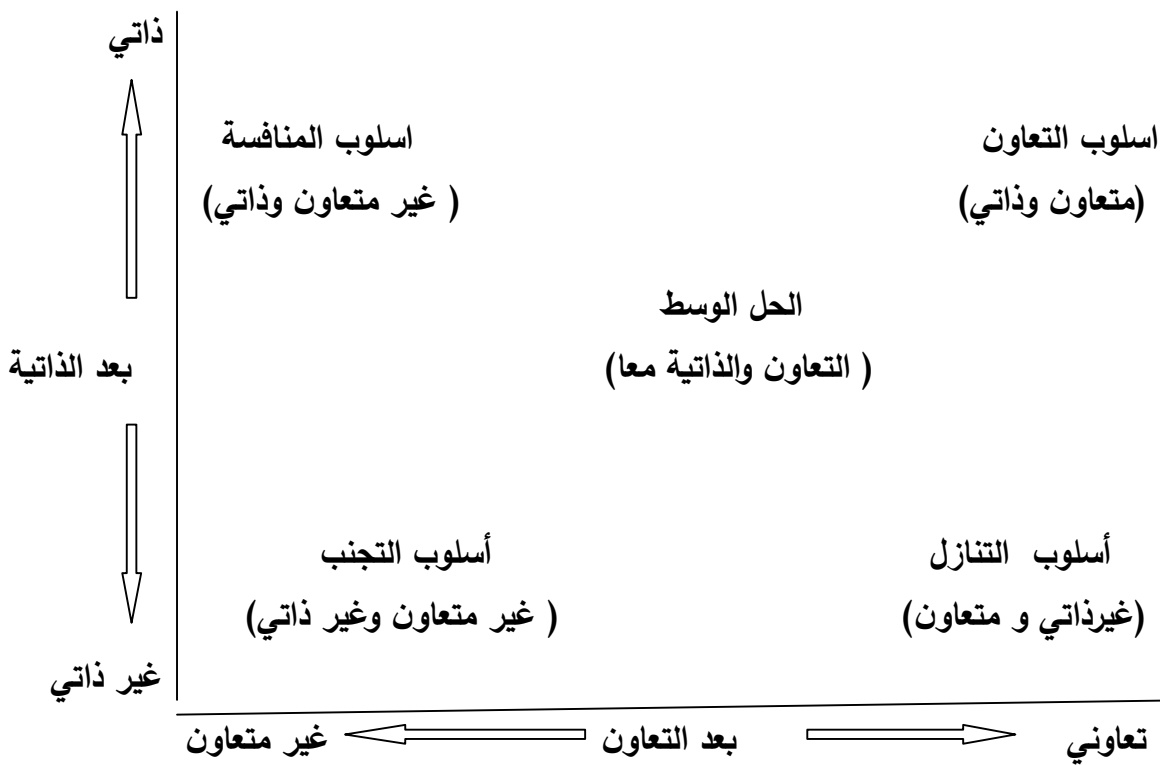 ذاتي
اسلوب التعاون
اسلوب المنافسة
(متعاون وذاتي)
( غير متعاون وذاتي)
الحل الوسط
( التعاون والذاتية معا)
بعد الذاتية
أسلوب التنازل
أسلوب التجنب
(غيرذاتي و متعاون)
( غير متعاون وغير ذاتي)
غير ذاتي
تعاوني
بعد التعاون
غير متعاون